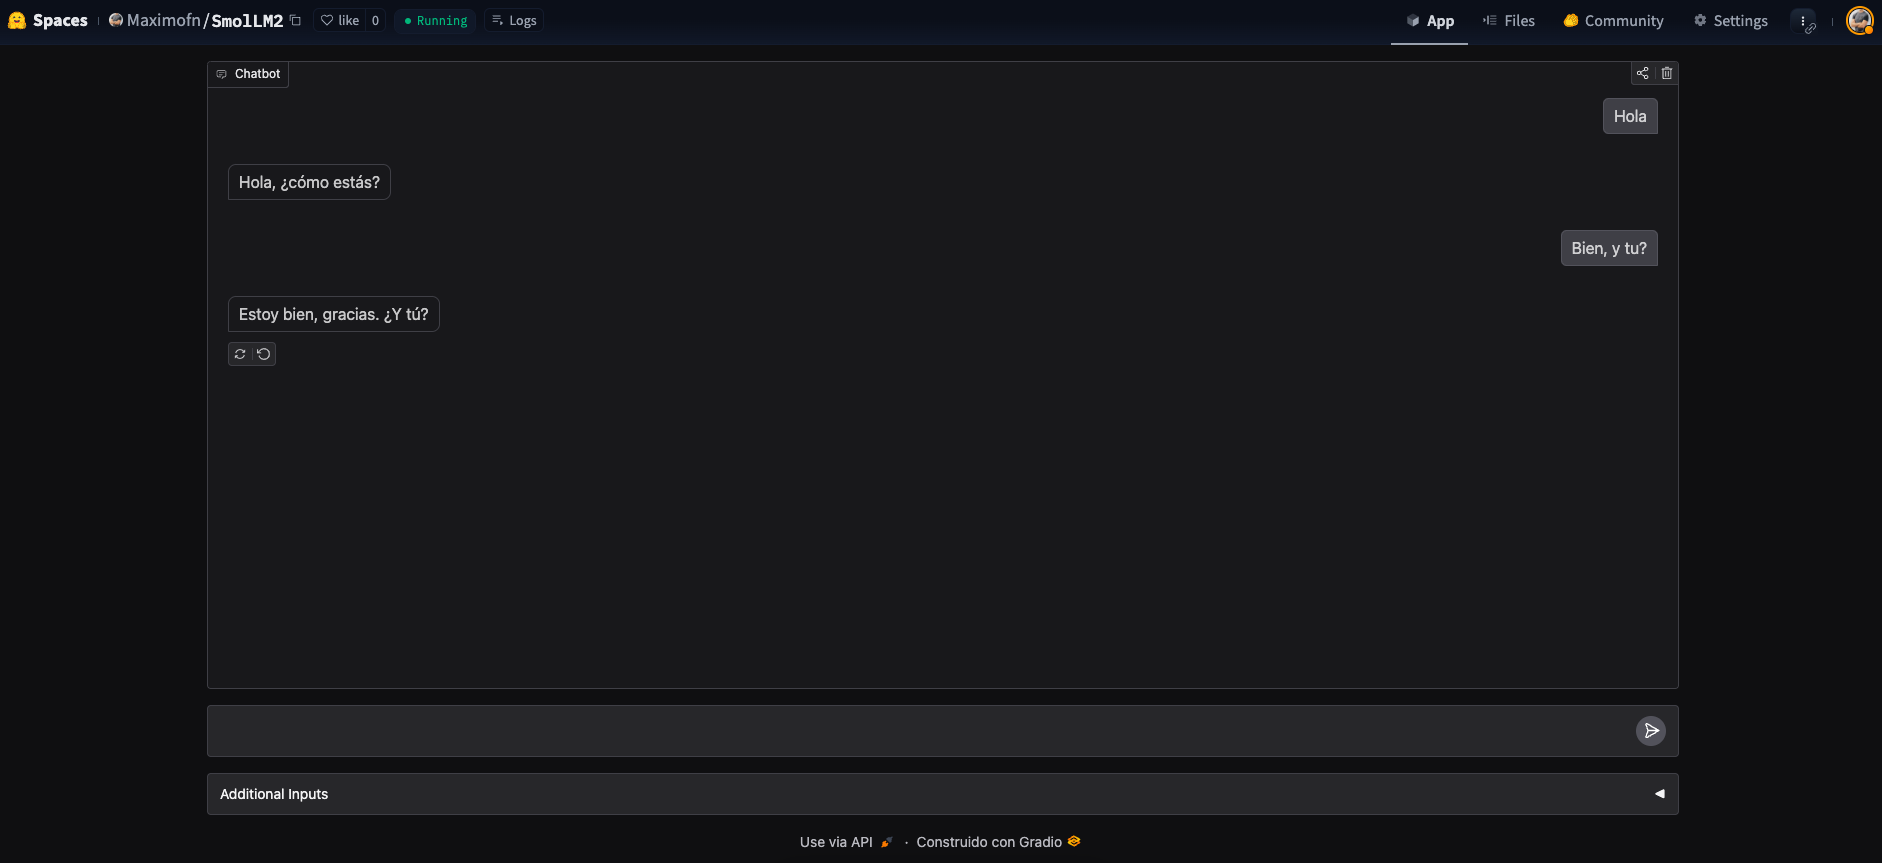 Spaces Maximofn/SmolLM2 like 0 Running Logs App Files Community Settings
Chatbot
Hola
Hola, ¿cómo estás?
Bien, y tu?
Estoy bien, gracias. ¿Y tú?
Additional Inputs
Use via API · Construido con Gradio